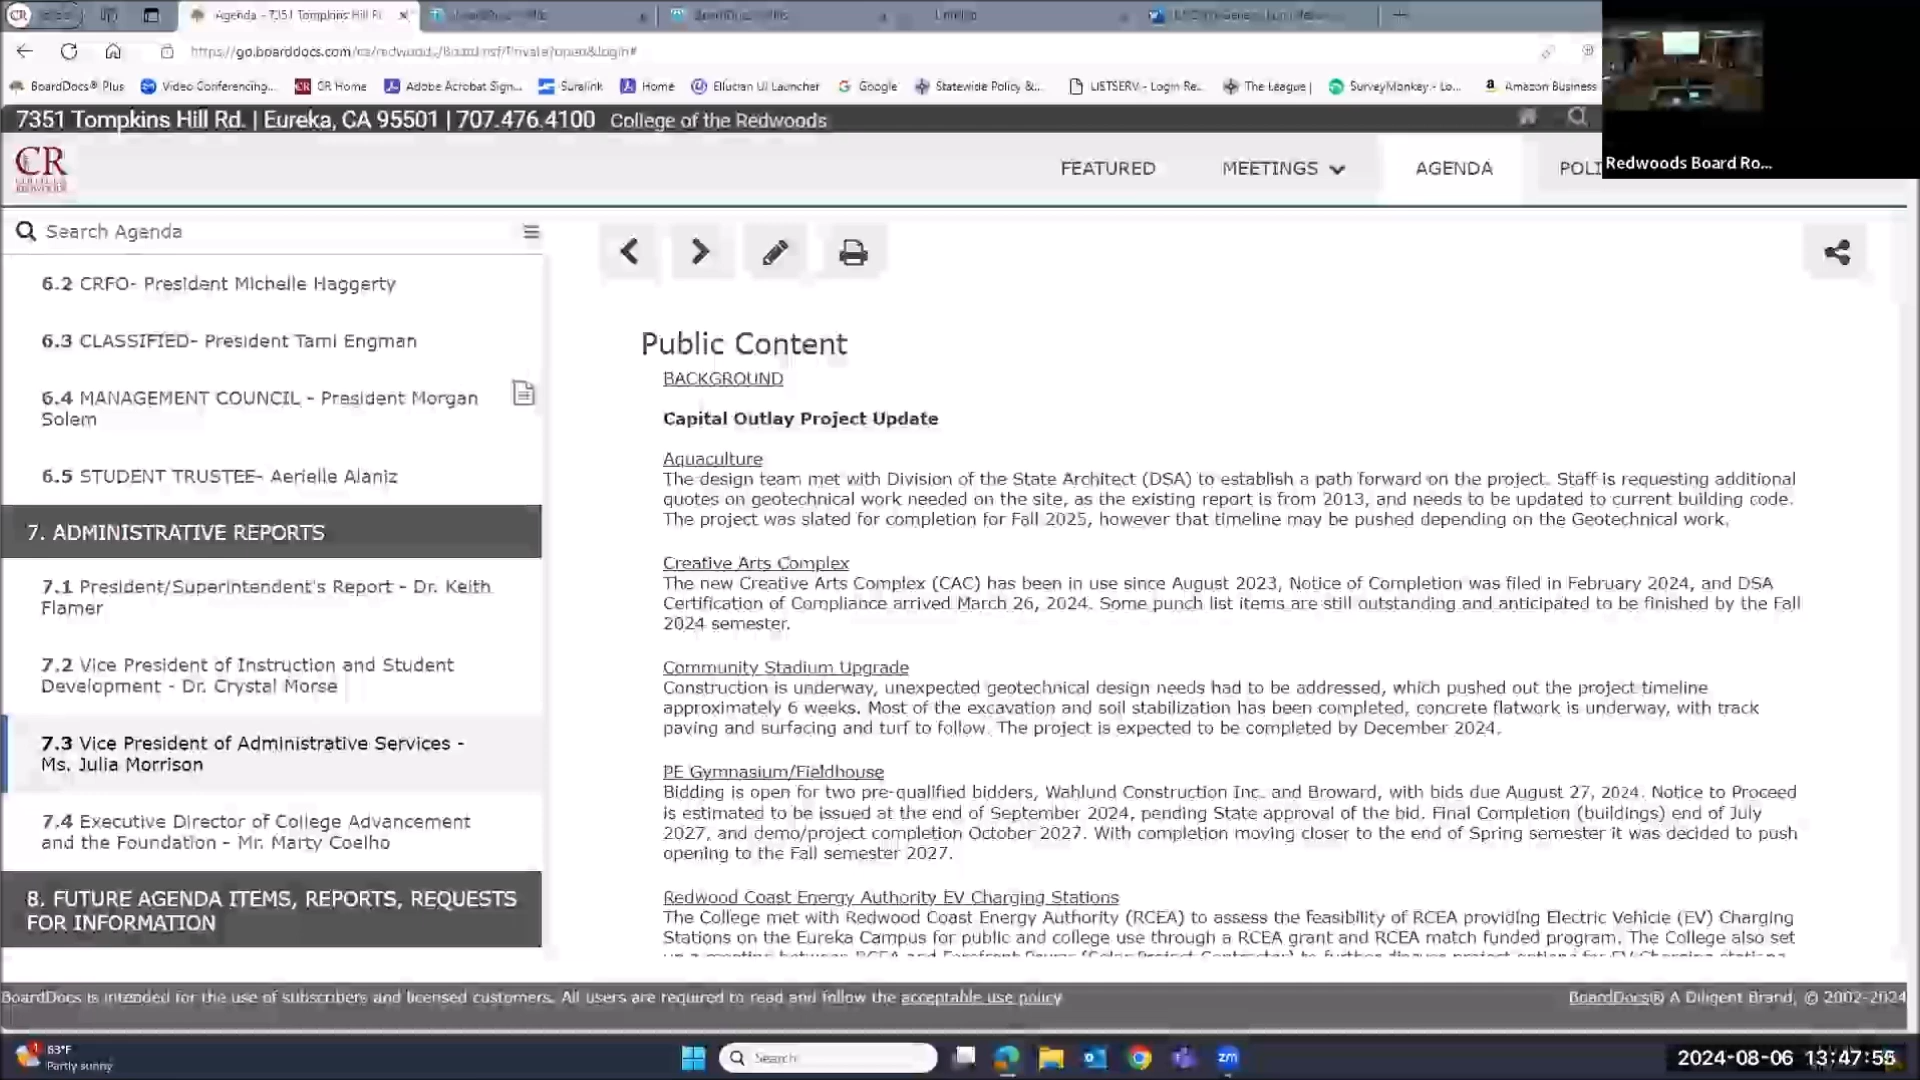 Agenda - 7351 Tompkins Hill R
BoardDocs® Plus Video Conferencing... CR Home Adobe Acrobat Sign... Suralink Home Ellucian UI Launcher Google Statewide Policy &... LISTSERV - Login Re... The League | SurveyMonkey - Lo... Amazon Business
7351 Tompkins Hill Rd. | Eureka, CA 95501 | 707.476.4100 College of the Redwoods
Redwoods Board Ro...
CR
FEATURED MEETINGS AGENDA POLI
Search Agenda
6.2 CRFO- President Michelle Haggerty
6.3 CLASSIFIED- President Tami Engman
6.4 MANAGEMENT COUNCIL - President Morgan
Solem
6.5 STUDENT TRUSTEE- Aerielle Alaniz
7. ADMINISTRATIVE REPORTS
7.1 President/Superintendent's Report - Dr. Keith
Flamer
7.2 Vice President of Instruction and Student
Development - Dr. Crystal Morse
7.3 Vice President of Administrative Services -
Ms. Julia Morrison
7.4 Executive Director of College Advancement
and the Foundation - Mr. Marty Coelho
8. FUTURE AGENDA ITEMS, REPORTS, REQUESTS
FOR INFORMATION
Public Content
BACKGROUND
Capital Outlay Project Update
Aquaculture
The design team met with Division of the State Architect (DSA) to establish a path forward on the project. Staff is requesting additional
quotes on geotechnical work needed on the site, as the existing report is from 2013, and needs to be updated to current building code.
The project was slated for completion for Fall 2025, however that timeline may be pushed depending on the Geotechnical work.
Creative Arts Complex
The new Creative Arts Complex (CAC) has been in use since August 2023, Notice of Completion was filed in February 2024, and DSA
Certification of Compliance arrived March 26, 2024. Some punch list items are still outstanding and anticipated to be finished by the Fall
2024 semester.
Community Stadium Upgrade
Construction is underway, unexpected geotechnical design needs had to be addressed, which pushed out the project timeline
approximately 6 weeks. Most of the excavation and soil stabilization has been completed, concrete flatwork is underway, with track
paving and surfacing and turf to follow. The project is expected to be completed by December 2024.
PE Gymnasium/Fieldhouse
Bidding is open for two pre-qualified bidders, Wahlund Construction Inc. and Broward, with bids due August 27, 2024. Notice to Proceed
is estimated to be issued at the end of September 2024, pending State approval of the bid. Final Completion (buildings) end of July
2027, and demo/project completion October 2027. With completion moving closer to the end of Spring semester it was decided to push
opening to the Fall semester 2027.
Redwood Coast Energy Authority EV Charging Stations
The College met with Redwood Coast Energy Authority (RCEA) to assess the feasibility of RCEA providing Electric Vehicle (EV) Charging
Stations on the Eureka Campus for public and college use through a RCEA grant and RCEA match funded program. The College also set
BoardDocs is intended for the use of subscribers and licensed customers. All users are required to read and follow the acceptable use policy
BoardDocs® A Diligent Brand, © 2002-2024
63°F
Partly sunny
Search
zm
2024-08-06 13:47:55